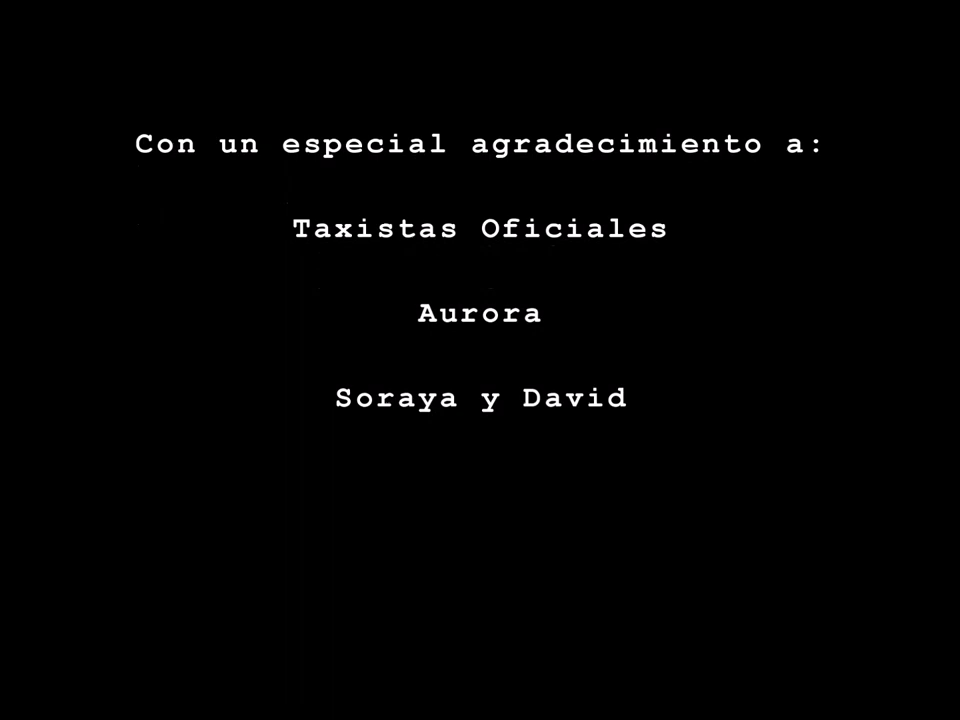 Con un especial agradecimiento a:
Taxistas Oficiales
Aurora
Soraya y David